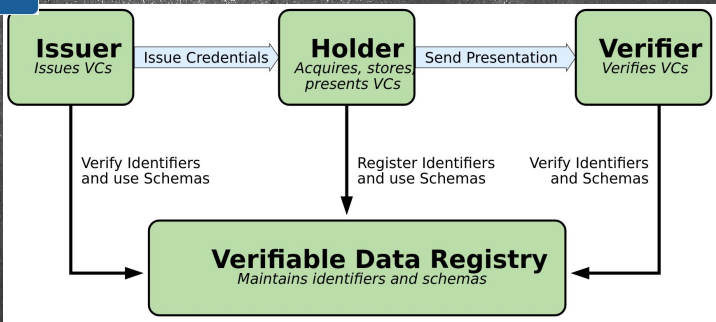 Issuer
Issues VCs
Issue Credentials
Holder
Acquires, stores,
presents VCs
Send Presentation
Verifier
Verifies VCs
Verify Identifiers
and use Schemas
Register Identifiers
and use Schemas
Verify Identifiers
and Schemas
Verifiable Data Registry
Maintains identifiers and schemas